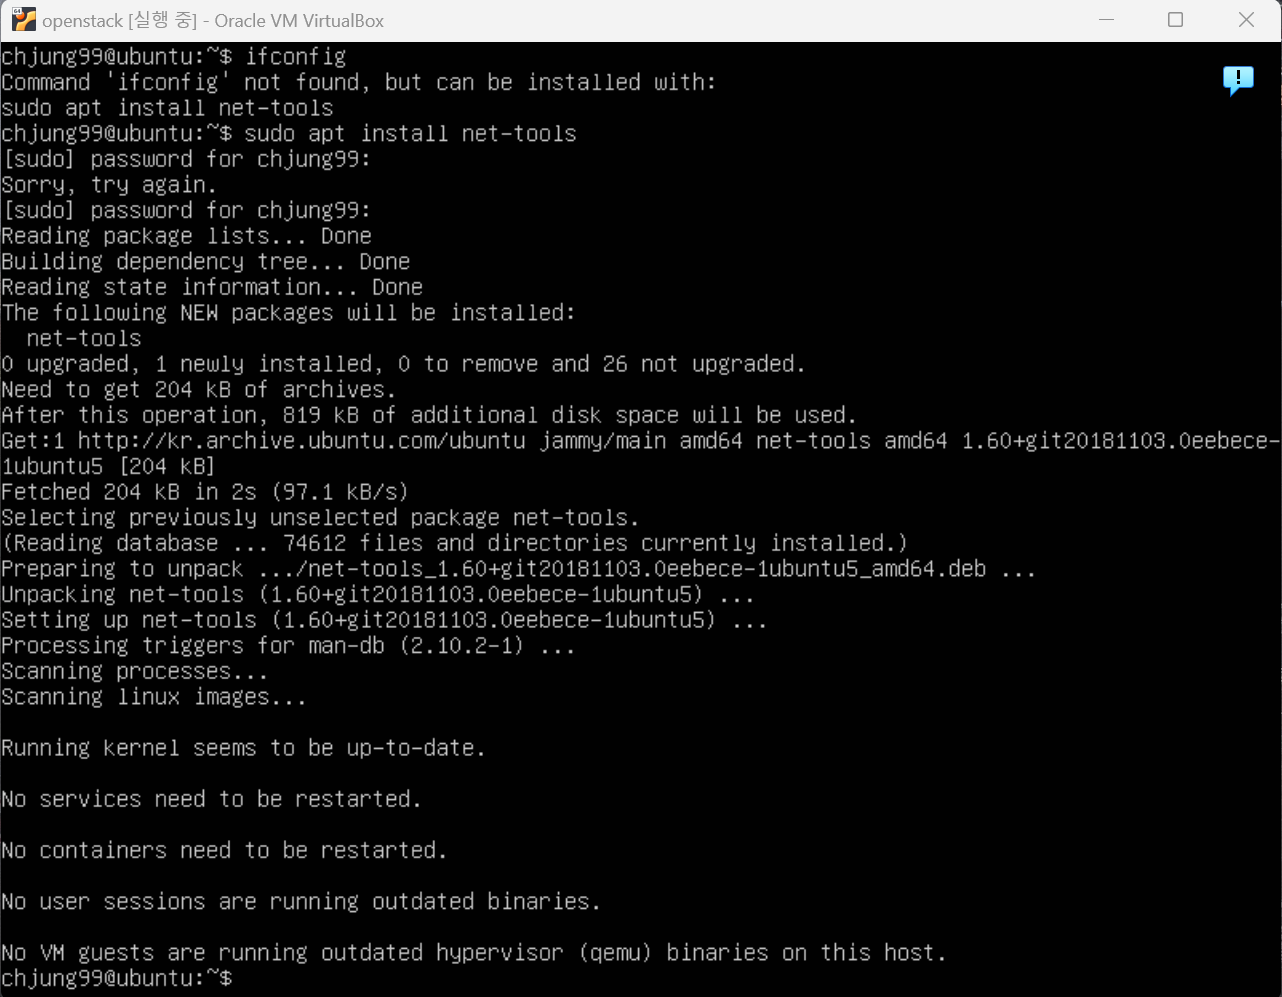 openstack [실행 중] - Oracle VM VirtualBox
chjung99@ubuntu:~$ ifconfig
Command 'ifconfig' not found, but can be installed with:
sudo apt install net-tools
chjung99@ubuntu:~$ sudo apt install net-tools
[sudo] password for chjung99:
Sorry, try again.
[sudo] password for chjung99:
Reading package lists... Done
Building dependency tree... Done
Reading state information... Done
The following NEW packages will be installed:
  net-tools
0 upgraded, 1 newly installed, 0 to remove and 26 not upgraded.
Need to get 204 kB of archives.
After this operation, 819 kB of additional disk space will be used.
Get:1 http://kr.archive.ubuntu.com/ubuntu jammy/main amd64 net-tools amd64 1.60+git20181103.0eebece-
1ubuntu5 [204 kB]
Fetched 204 kB in 2s (97.1 kB/s)
Selecting previously unselected package net-tools.
(Reading database ... 74612 files and directories currently installed.)
Preparing to unpack .../net-tools_1.60+git20181103.0eebece-1ubuntu5_amd64.deb ...
Unpacking net-tools (1.60+git20181103.0eebece-1ubuntu5) ...
Setting up net-tools (1.60+git20181103.0eebece-1ubuntu5) ...
Processing triggers for man-db (2.10.2-1) ...
Scanning processes...
Scanning linux images...
Running kernel seems to be up-to-date.
No services need to be restarted.
No containers need to be restarted.
No user sessions are running outdated binaries.
No VM guests are running outdated hypervisor (qemu) binaries on this host.
chjung99@ubuntu:~$